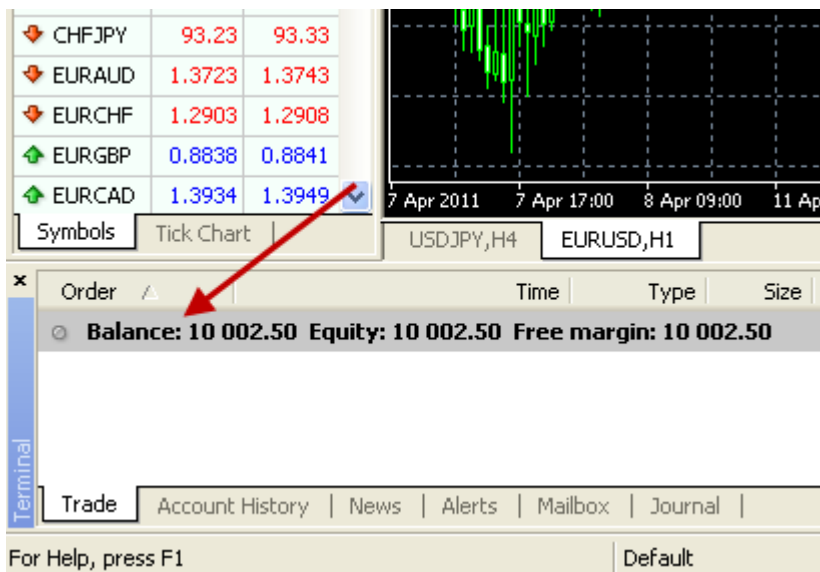 CHFJPY 93.23 93.33
EURAUD 1.3723 1.3743
EURCHF 1.2903 1.2908
EURGBP 0.8838 0.8841
EURCAD 1.3934 1.3949
Symbols Tick Chart |
7 Apr 2011 7 Apr 17:00 8 Apr 09:00 11 Ap
USDJPY,H4 EURUSD,H1
x Order Time Type Size
Balance: 10 002.50 Equity: 10 002.50 Free margin: 10 002.50
Terminal
Trade Account History | News | Alerts | Mailbox | Journal |
For Help, press F1 Default